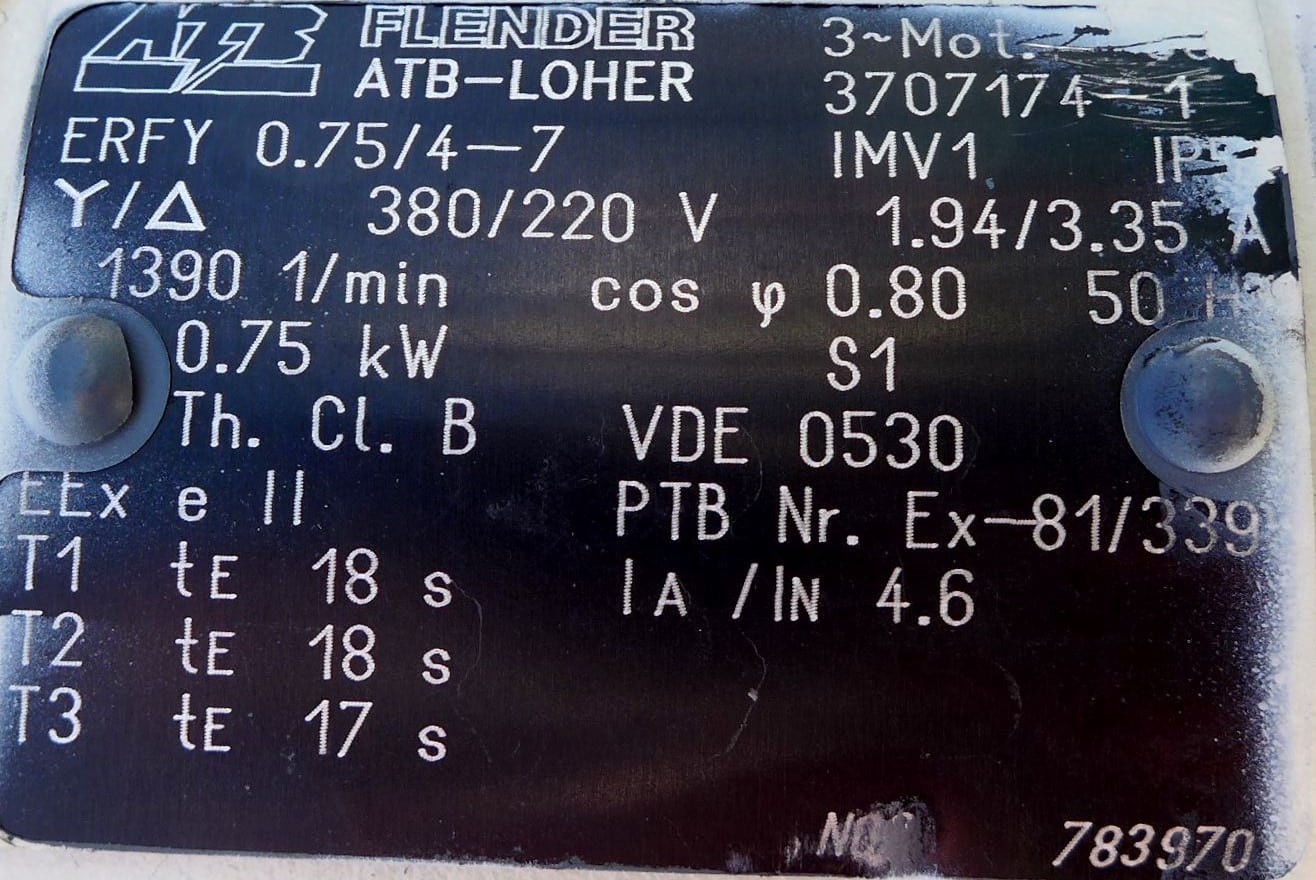 ATB FLENDER
ATB-LOHER
3~Mot.
3707174-1
ERFY 0.75/4-7 IMV1
Y/Δ 380/220 V 1.94/3.35 A
1390 1/min cos φ 0.80 50
0.75 kW S1
Th. Cl. B VDE 0530
EEx e II PTB Nr. Ex-81/339
T1 tE 18 s IA /IN 4.6
T2 tE 18 s
T3 tE 17 s
783970